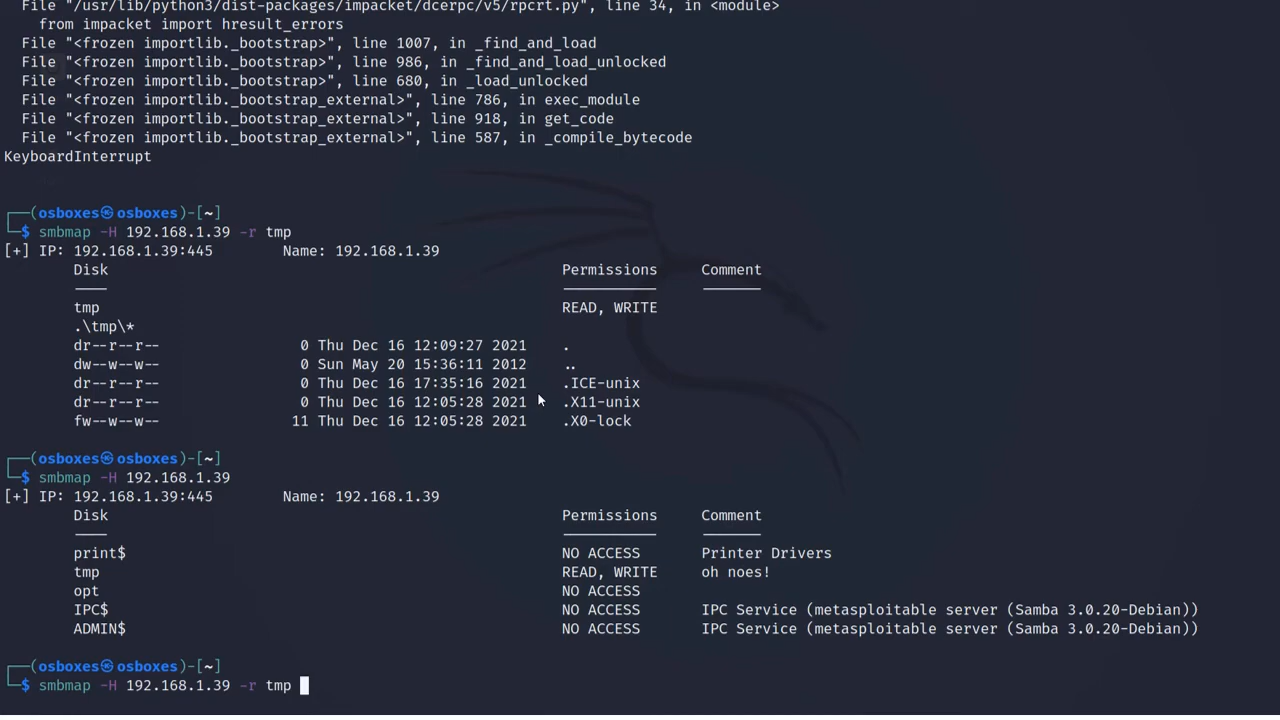 File "/usr/lib/python3/dist-packages/impacket/dcerpc/v5/rpcrt.py", line 34, in <module>
from impacket import hresult_errors
File "<frozen importlib._bootstrap>", line 1007, in _find_and_load
File "<frozen importlib._bootstrap>", line 986, in _find_and_load_unlocked
File "<frozen importlib._bootstrap>", line 680, in _load_unlocked
File "<frozen importlib._bootstrap_external>", line 786, in exec_module
File "<frozen importlib._bootstrap_external>", line 918, in get_code
File "<frozen importlib._bootstrap_external>", line 587, in _compile_bytecode
KeyboardInterrupt
┌──(osboxes㉿osboxes)-[~]
└─$ smbmap -H 192.168.1.39 -r tmp
[+] IP: 192.168.1.39:445 Name: 192.168.1.39
Disk Permissions Comment
---- ----------- -------
tmp READ, WRITE
.\tmp\*
dr--r--r-- 0 Thu Dec 16 12:09:27 2021 .
dw--w--w-- 0 Sun May 20 15:36:11 2012 ..
dr--r--r-- 0 Thu Dec 16 17:35:16 2021 .ICE-unix
dr--r--r-- 0 Thu Dec 16 12:05:28 2021 .X11-unix
fw--w--w-- 11 Thu Dec 16 12:05:28 2021 .X0-lock
┌──(osboxes㉿osboxes)-[~]
└─$ smbmap -H 192.168.1.39
[+] IP: 192.168.1.39:445 Name: 192.168.1.39
Disk Permissions Comment
---- ----------- -------
print$ NO ACCESS Printer Drivers
tmp READ, WRITE oh noes!
opt NO ACCESS
IPC$ NO ACCESS IPC Service (metasploitable server (Samba 3.0.20-Debian))
ADMIN$ NO ACCESS IPC Service (metasploitable server (Samba 3.0.20-Debian))
┌──(osboxes㉿osboxes)-[~]
└─$ smbmap -H 192.168.1.39 -r tmp